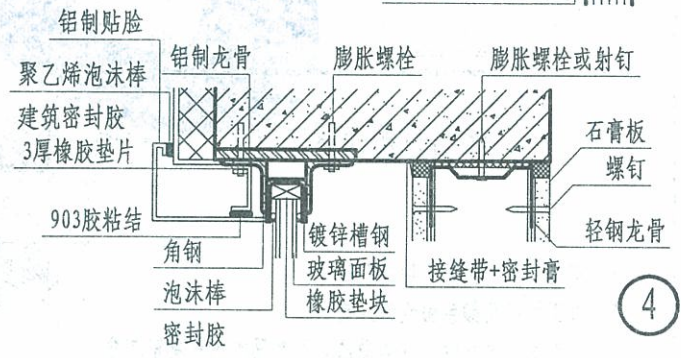 铝制贴脸
聚乙烯泡沫棒
建筑密封胶
3厚橡胶垫片
铝制龙骨
膨胀螺栓
膨胀螺栓或射钉
石膏板
螺钉
轻钢龙骨
903胶粘结
角钢
泡沫棒
密封胶
镀锌槽钢
玻璃面板
橡胶垫块
接缝带+密封膏
4